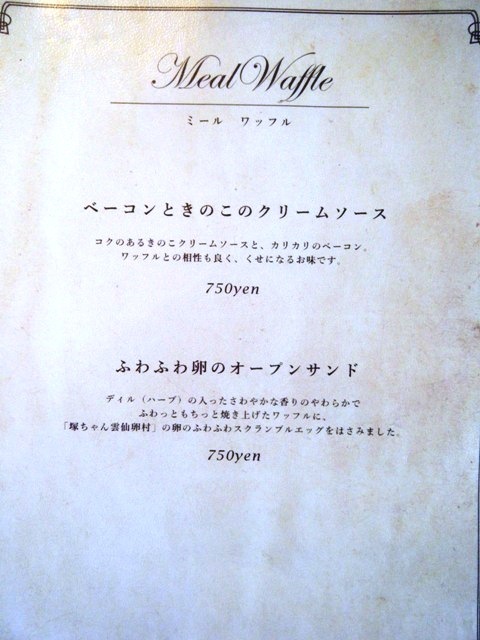 Meal Waffle
ミール　ワッフル
ベーコンときのこのクリームソース
コクのあるきのこクリームソースと、カリカリのベーコン。
ワッフルとの相性も良く、くせになるお味です。
750yen
ふわふわ卵のオープンサンド
ディル（ハーブ）の入ったさわやかな香りのやわらかで
ふわっともちっと焼き上げたワッフルに、
「塚ちゃん雲仙卵村」の卵のふわふわスクランブルエッグをはさみました。
750yen